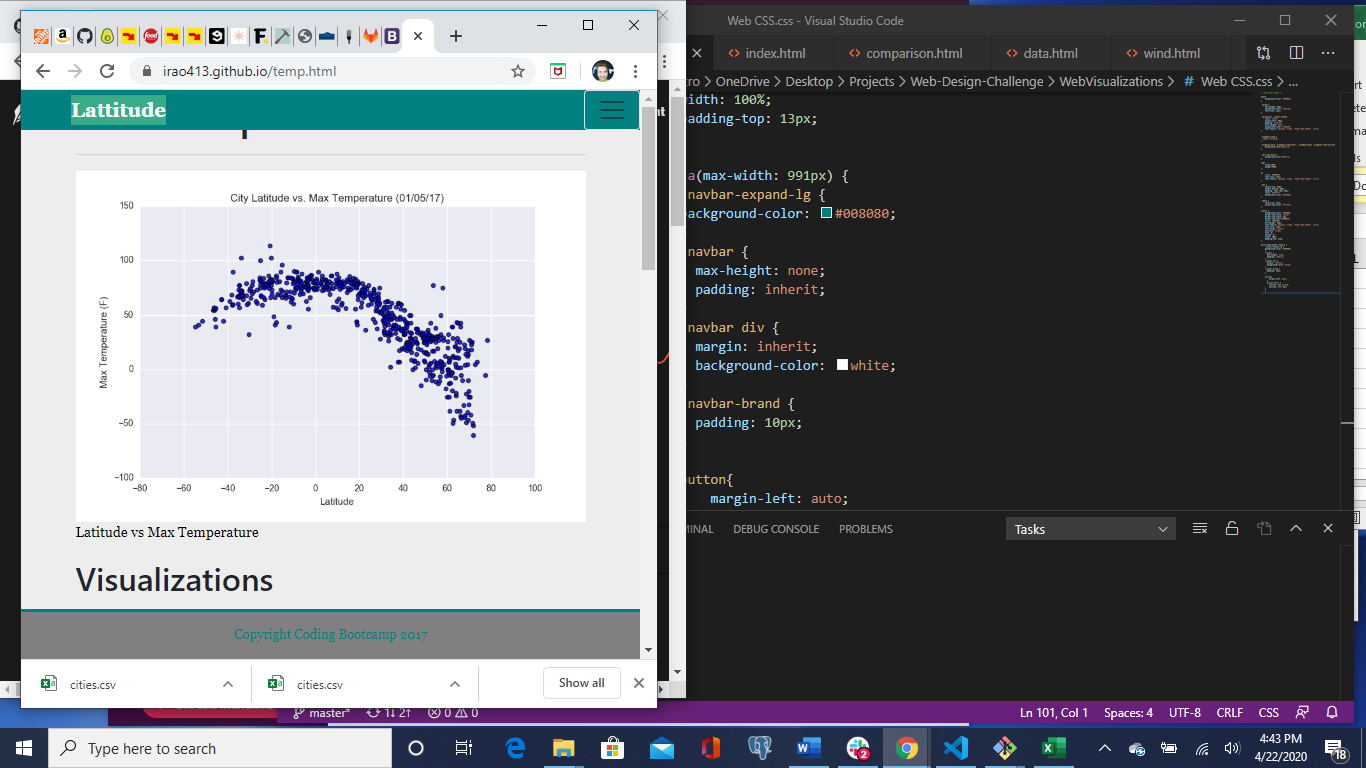 irao413.github.io/temp.html
Lattitude
City Latitude vs. Max Temperature (01/05/17)
Max Temperature (F)
150
100
50
0
−50
−100
−80 −60 −40 −20 0 20 40 60 80 100
Latitude
Latitude vs Max Temperature
Visualizations
Copyright Coding Bootcamp 2017
cities.csv
cities.csv
Show all
Web CSS.css - Visual Studio Code
index.html
comparison.html
data.html
wind.html
OneDrive > Desktop > Projects > Web-Design-Challenge > WebVisualizations > # Web CSS.css > ...
width: 100%;
padding-top: 13px;
a(max-width: 991px) {
navbar-expand-lg {
background-color: #008080;
navbar {
max-height: none;
padding: inherit;
navbar div {
margin: inherit;
background-color: white;
navbar-brand {
padding: 10px;
utton{
margin-left: auto;
MINAL
DEBUG CONSOLE
PROBLEMS
Tasks
master*
1↓ 2↑
0
0
Ln 101, Col 1
Spaces: 4
UTF-8
CRLF
CSS
Type here to search
2
4:43 PM
4/22/2020
18